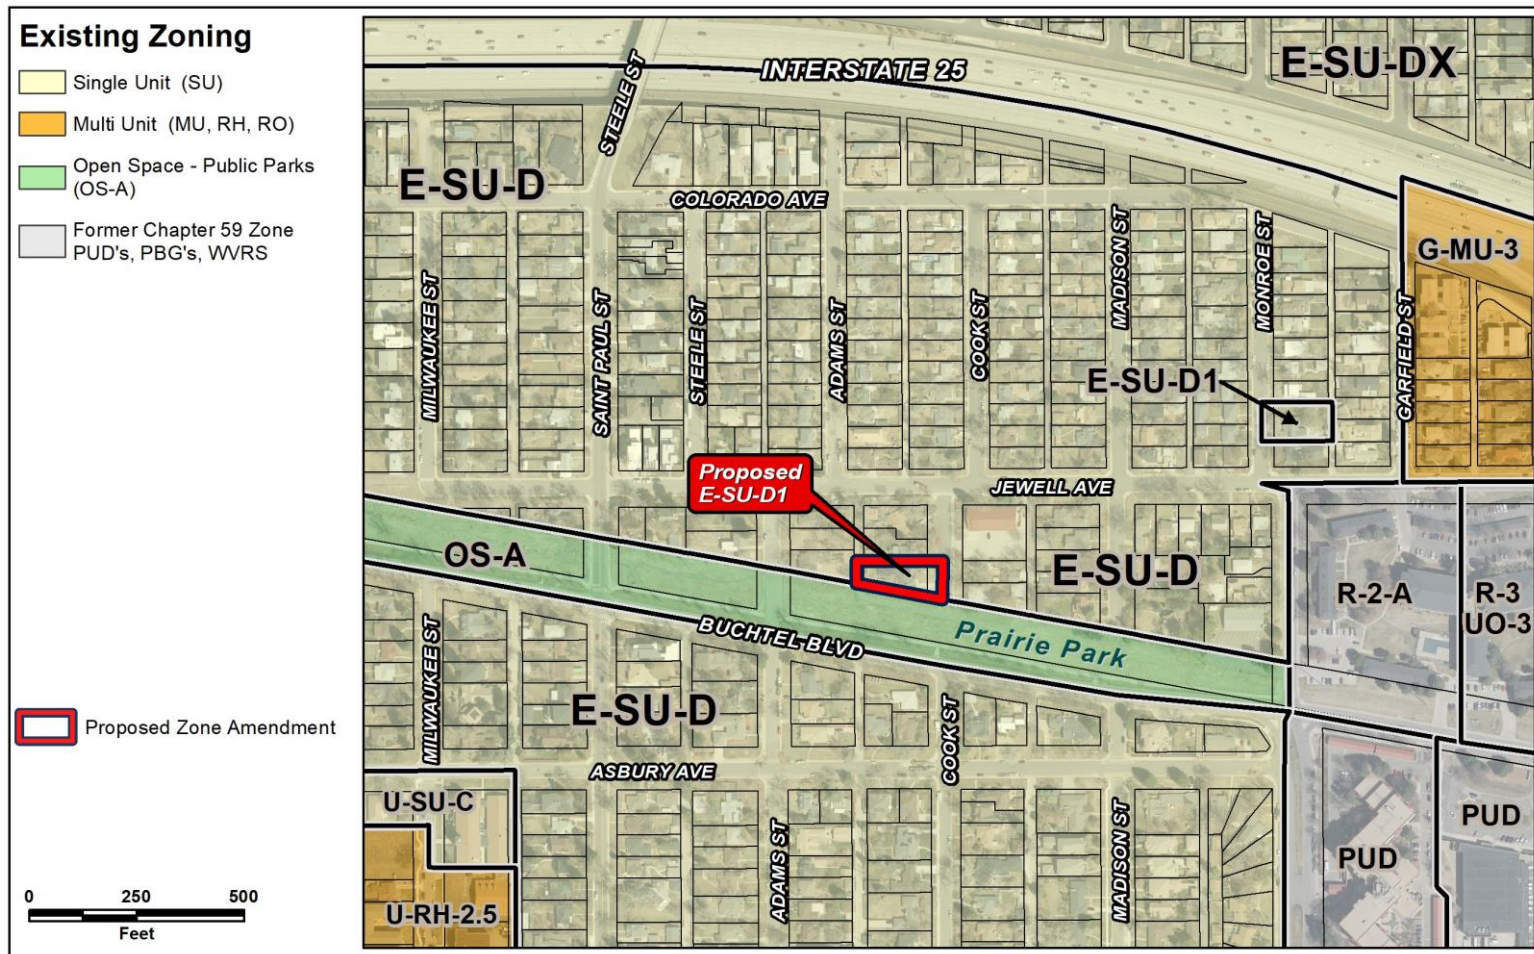 Existing Zoning
Single Unit (SU)
Multi Unit (MU, RH, RO)
Open Space - Public Parks
(OS-A)
Former Chapter 59 Zone
PUD's, PBG's, WVRS
Proposed Zone Amendment
0 250 500
Feet
INTERSTATE 25
E-SU-DX
STEELE ST
E-SU-D
COLORADO AVE
G-MU-3
MILWAUKEE ST
SAINT PAUL ST
STEELE ST
ADAMS ST
COOK ST
MADISON ST
MONROE ST
GARFIELD ST
E-SU-D1
Proposed
E-SU-D1
JEWELL AVE
OS-A
E-SU-D
R-2-A
R-3
UO-3
BUCHTEL BLVD
Prairie Park
MILWAUKEE ST
E-SU-D
COOK ST
ASBURY AVE
U-SU-C
ADAMS ST
MADISON ST
PUD
PUD
U-RH-2.5